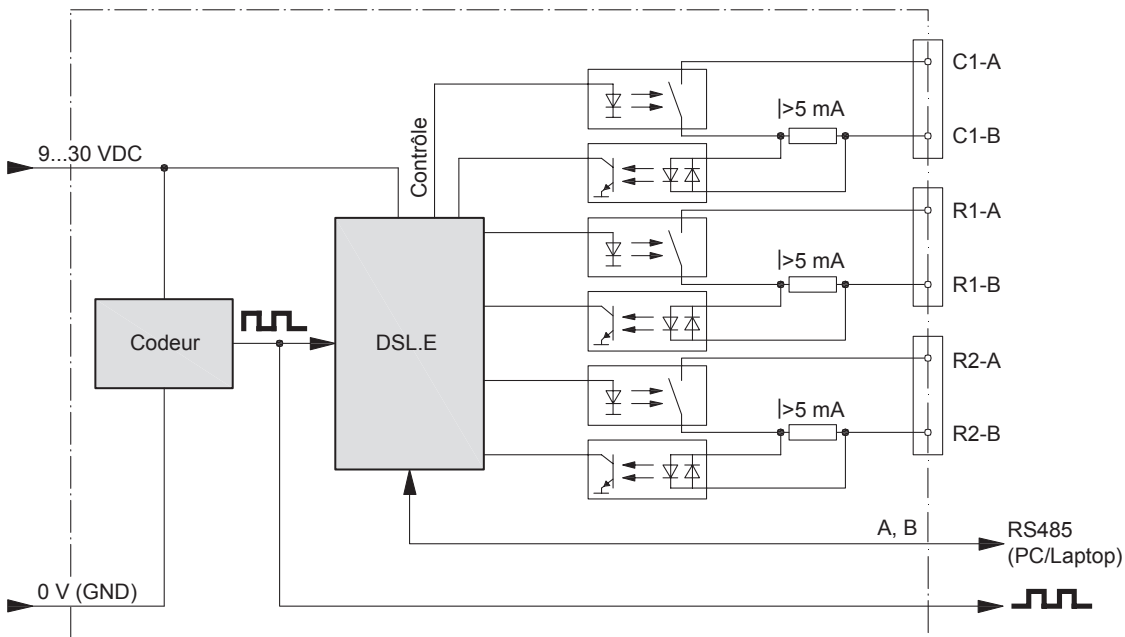 C1-A
I>5 mA
C1-B
9...30 VDC
Contrôle
R1-A
I>5 mA
R1-B
Codeur
DSL.E
R2-A
I>5 mA
R2-B
A, B
RS485
(PC/Laptop)
0 V (GND)